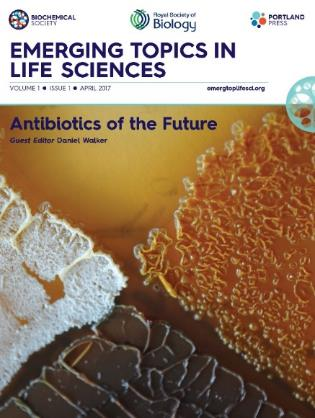 BIOCHEMICAL
SOCIETY
Royal Society of
Biology
PORTLAND
PRESS
EMERGING TOPICS IN
LIFE SCIENCES
VOLUME 1 • ISSUE 1 • APRIL 2017
emergtoplifesci.org
Antibiotics of the Future
Guest Editor Daniel Walker